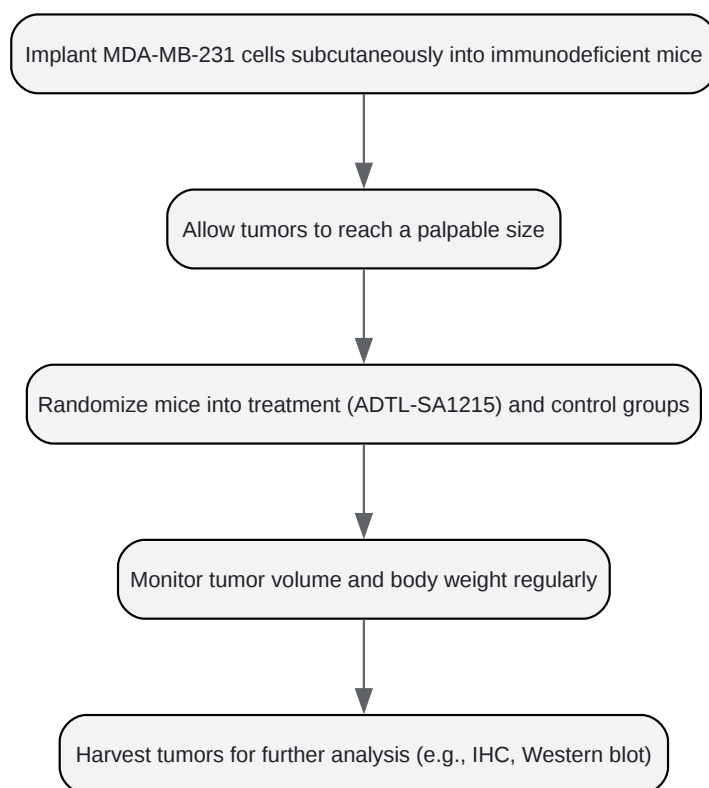 Implant MDA-MB-231 cells subcutaneously into immunodeficient mice
Allow tumors to reach a palpable size
Randomize mice into treatment (ADTL-SA1215) and control groups
Monitor tumor volume and body weight regularly
Harvest tumors for further analysis (e.g., IHC, Western blot)